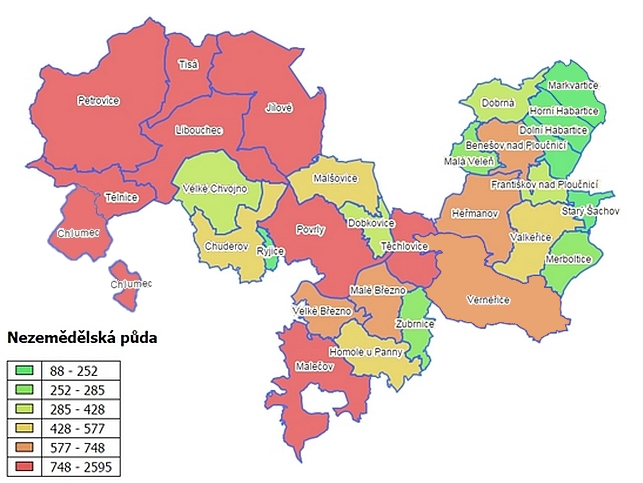 Markvartice
Tisá
Petrovice
Dobrná
Jílové
Horní Habartice
Libouchec
Dolní Habartice
Benešov nad Ploučnicí
Malá Veleň
Malšovice
Františkov nad Ploučnicí
Velké Chvojno
Telnice
Starý Šachov
Heřmanov
Dobkovice
Povrly
Chlumec
Valkeřice
Chuderov
Ryjice
Těchlovice
Merboltice
Chlumec
Malé Březno
Verneřice
Velké Březno
Zubrnice
Homole u Panny
Malečov
Nezemědělská půda
88 - 252
252 - 285
285 - 428
428 - 577
577 - 748
748 - 2595